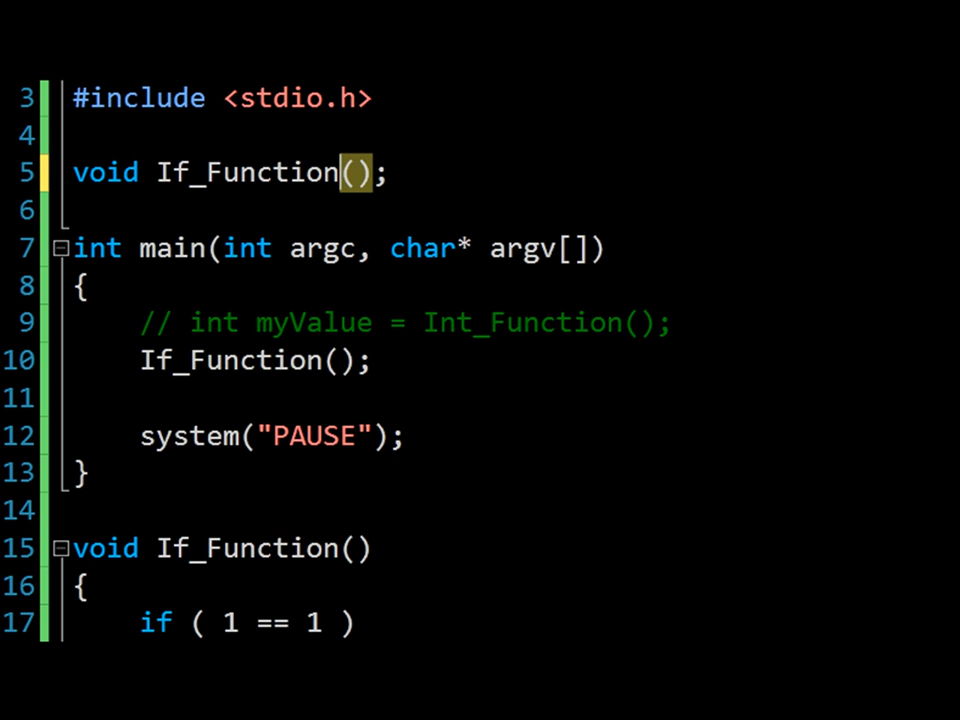 3 #include <stdio.h>
4
5 void If_Function();
6
7 int main(int argc, char* argv[])
8 {
9 // int myValue = Int_Function();
10 If_Function();
11
12 system("PAUSE");
13 }
14
15 void If_Function()
16 {
17 if ( 1 == 1 )